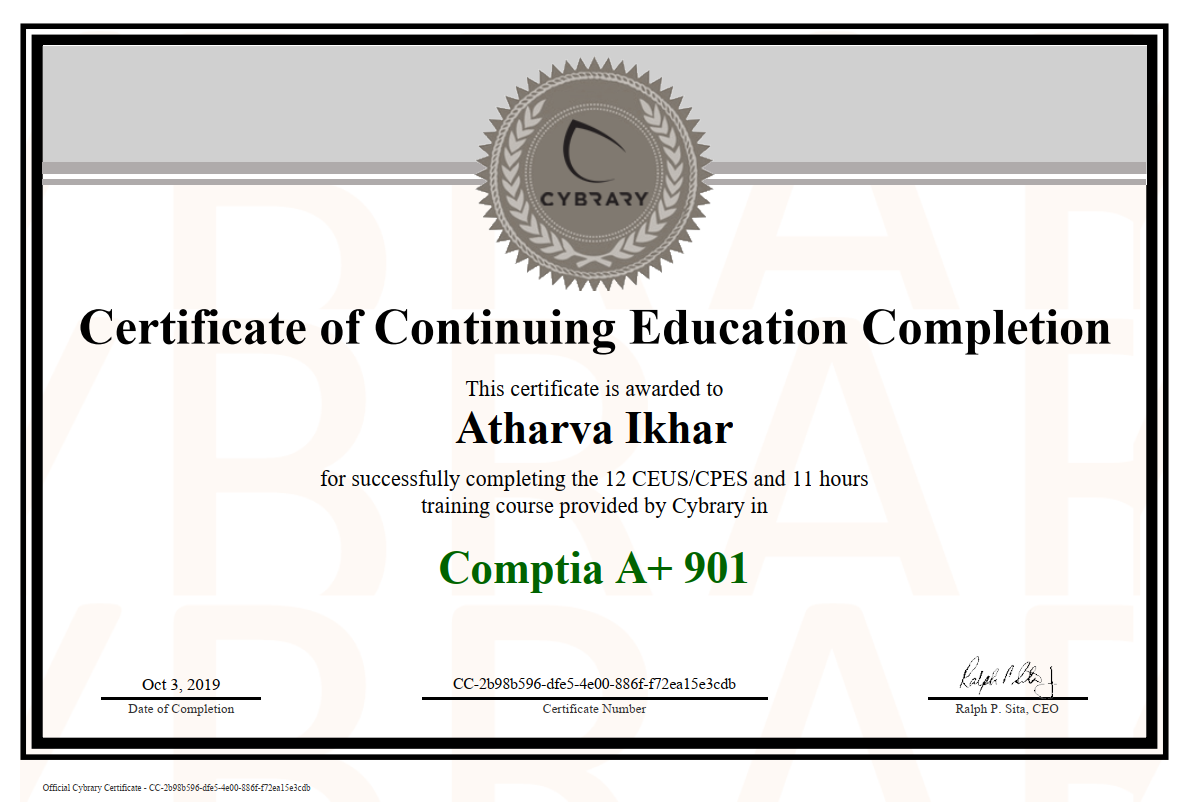 CYBRARY
Certificate of Continuing Education Completion
This certificate is awarded to
Atharva Ikhar
for successfully completing the 12 CEUS/CPES and 11 hours
training course provided by Cybrary in
Comptia A+ 901
Oct 3, 2019
Date of Completion
CC-2b98b596-dfe5-4e00-886f-f72ea15e3cdb
Certificate Number
Ralph P. Sita, CEO
Official Cybrary Certificate - CC-2b98b596-dfe5-4e00-886f-f72ea15e3cdb